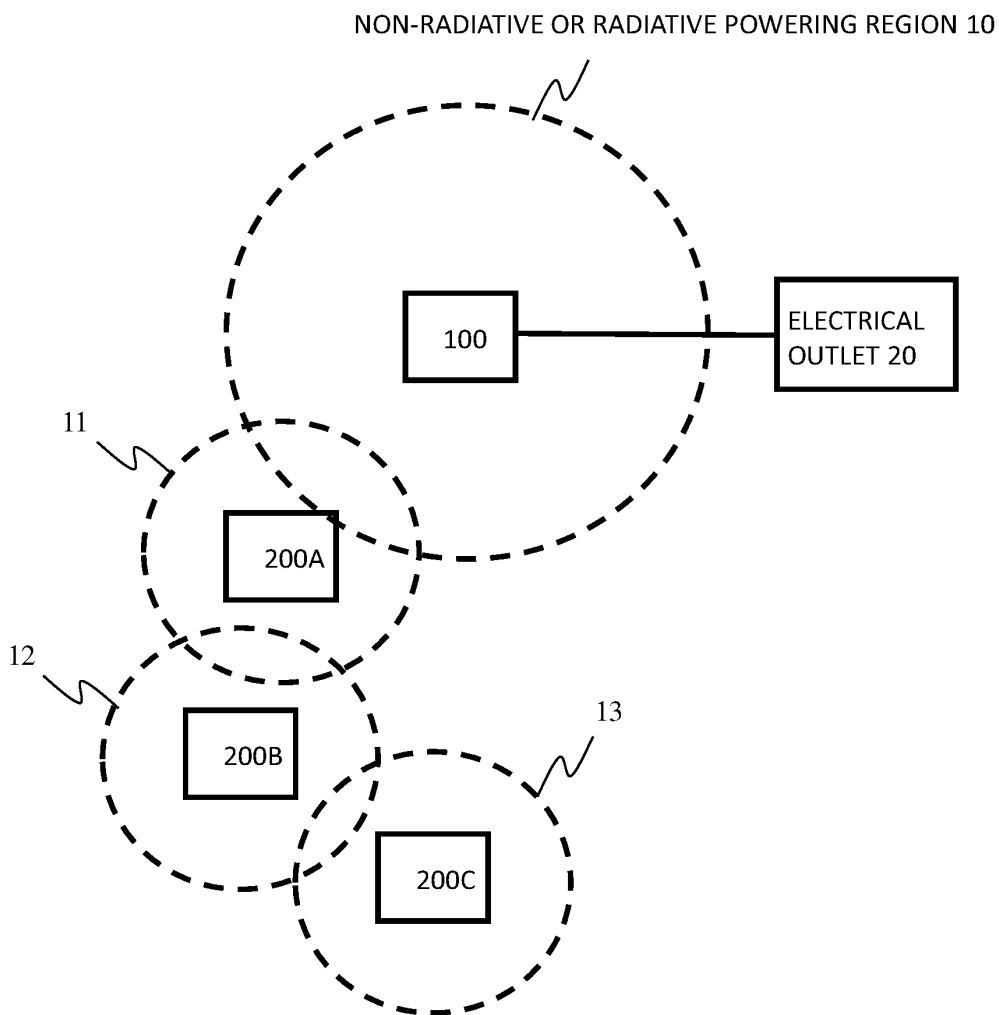 NON-RADIATIVE OR RADIATIVE POWERING REGION 10
100
ELECTRICAL
OUTLET 20
11
200A
12
200B
13
200C